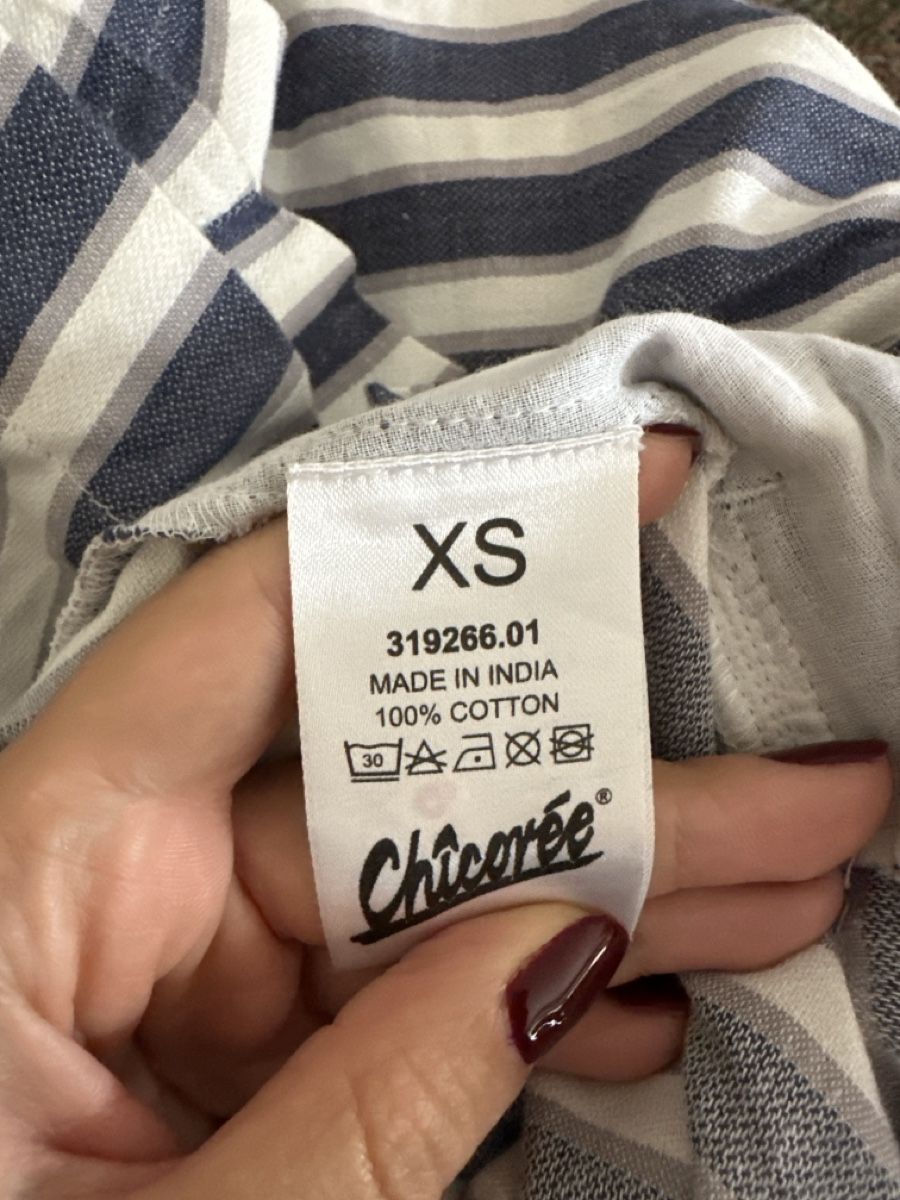 XS
319266.01
MADE IN INDIA
100% COTTON
30
Chîcorée®